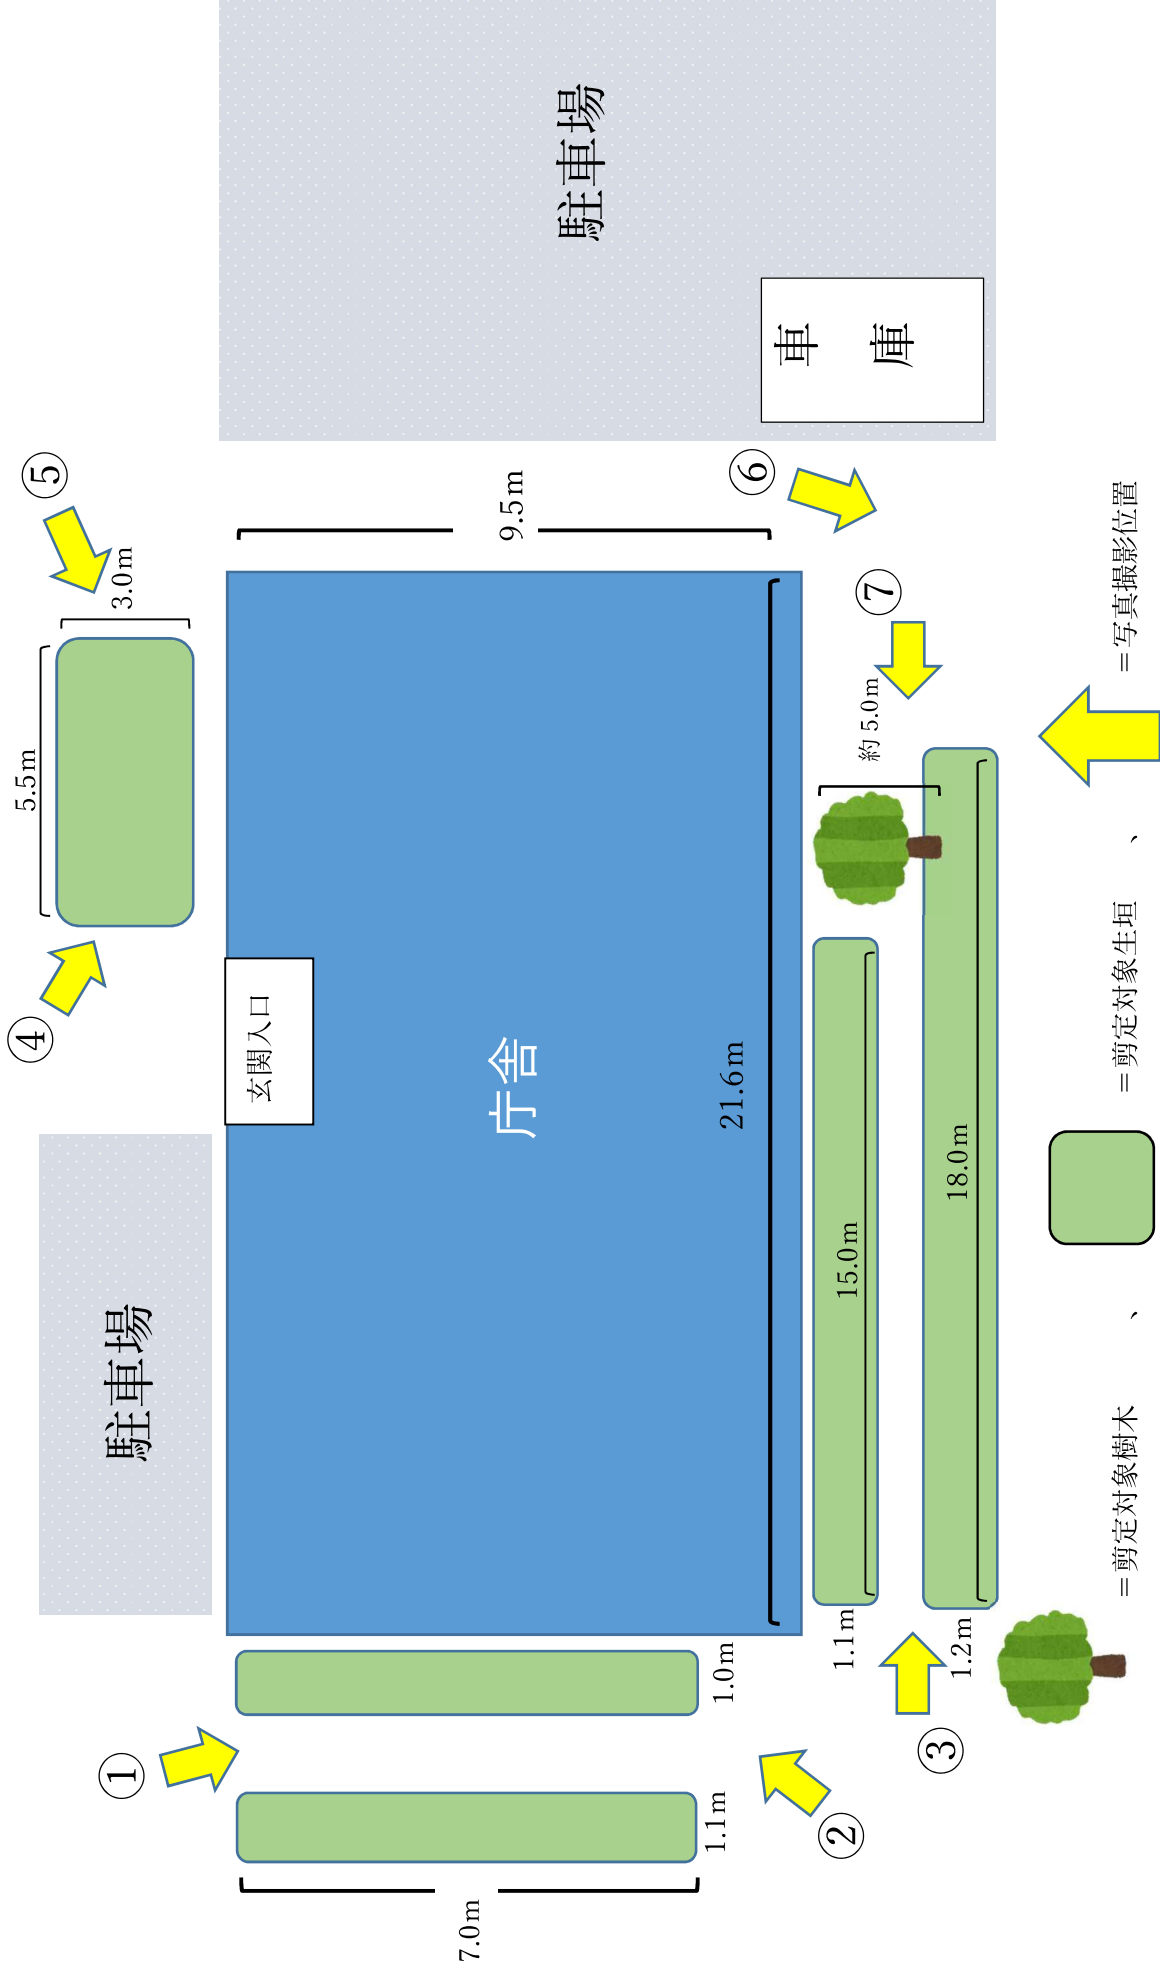 7.0m
1.1m
①
②
1.0m
駐車場
玄関入口
庁舎
21.6m
9.5m
④
5.5m
3.0m
⑤
駐車場
車
庫
⑥
⑦
約 5.0m
15.0m
1.1m
18.0m
1.2m
③
＝剪定対象樹木　、
＝剪定対象生垣　、
＝写真撮影位置